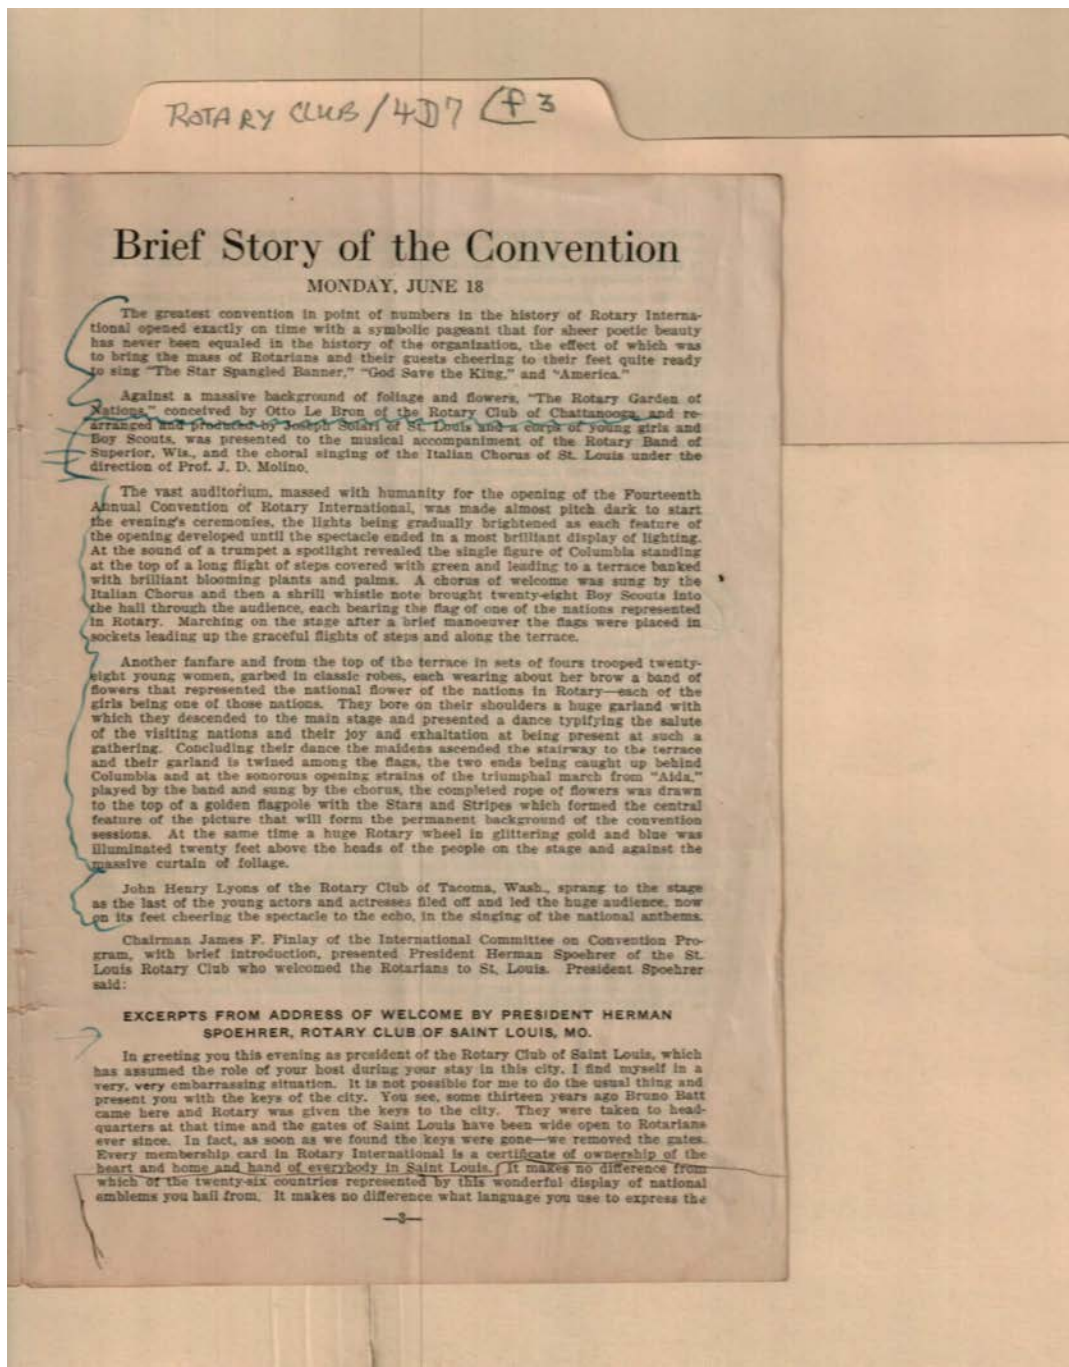 ROTARY CLUB/4D7 f3
Brief Story of the Convention
MONDAY, JUNE 18
The greatest convention in point of numbers in the history of Rotary Interna-
tional opened exactly on time with a symbolic pageant that for sheer poetic beauty
has never been equaled in the history of the organization, the effect of which was
to bring the mass of Rotarians and their guests cheering to their feet quite ready
to sing "The Star Spangled Banner," "God Save the King," and "America."
Against a massive background of foliage and flowers, "The Rotary Garden of
Nations," conceived by Otto Le Bron of the Rotary Club of Chattanooga, and re-
arranged and produced by Joseph Solari of St. Louis and a corps of young girls and
Boy Scouts, was presented to the musical accompaniment of the Rotary Band of
Superior, Wis., and the choral singing of the Italian Chorus of St. Louis under the
direction of Prof. J. D. Molino.
The vast auditorium, massed with humanity for the opening of the Fourteenth
Annual Convention of Rotary International, was made almost pitch dark to start
the evening's ceremonies, the lights being gradually brightened as each feature of
the opening developed until the spectacle ended in a most brilliant display of lighting.
At the sound of a trumpet a spotlight revealed the single figure of Columbia standing
at the top of a long flight of steps covered with green and leading to a terrace banked
with brilliant blooming plants and palms. A chorus of welcome was sung by the
Italian Chorus and then a shrill whistle note brought twenty-eight Boy Scouts into
the hall through the audience, each bearing the flag of one of the nations represented
in Rotary. Marching on the stage after a brief manoeuver the flags were placed in
sockets leading up the graceful flights of steps and along the terrace.
Another fanfare and from the top of the terrace in sets of fours trooped twenty-
eight young women, garbed in classic robes, each wearing about her brow a band of
flowers that represented the national flower of the nations in Rotary—each of the
girls being one of those nations. They bore on their shoulders a huge garland with
which they descended to the main stage and presented a dance typifying the salute
of the visiting nations and their joy and exhaltation at being present at such a
gathering. Concluding their dance the maidens ascended the stairway to the terrace
and their garland is twined among the flags, the two ends being caught up behind
Columbia and at the sonorous opening strains of the triumphal march from "Aida,"
played by the band and sung by the chorus, the completed rope of flowers was drawn
to the top of a golden flagpole with the Stars and Stripes which formed the central
feature of the picture that will form the permanent background of the convention
sessions. At the same time a huge Rotary wheel in glittering gold and blue was
illuminated twenty feet above the heads of the people on the stage and against the
massive curtain of foliage.
John Henry Lyons of the Rotary Club of Tacoma, Wash., sprang to the stage
as the last of the young actors and actresses filed off and led the huge audience, now
on its feet cheering the spectacle to the echo, in the singing of the national anthems.
Chairman James F. Finlay of the International Committee on Convention Pro-
gram, with brief introduction, presented President Herman Spoehrer of the St.
Louis Rotary Club who welcomed the Rotarians to St. Louis. President Spoehrer
said:
EXCERPTS FROM ADDRESS OF WELCOME BY PRESIDENT HERMAN
SPOEHRER, ROTARY CLUB OF SAINT LOUIS, MO.
In greeting you this evening as president of the Rotary Club of Saint Louis, which
has assumed the role of your host during your stay in this city, I find myself in a
very, very embarrassing situation. It is not possible for me to do the usual thing and
present you with the keys of the city. You see, some thirteen years ago Bruno Batt
came here and Rotary was given the keys to the city. They were taken to head-
quarters at that time and the gates of Saint Louis have been wide open to Rotarians
ever since. In fact, as soon as we found the keys were gone—we removed the gates.
Every membership card in Rotary International is a certificate of ownership of the
heart and home and hand of everybody in Saint Louis. It makes no difference from
which of the twenty-six countries represented by this wonderful display of national
emblems you hail from. It makes no difference what language you use to express the
—3—